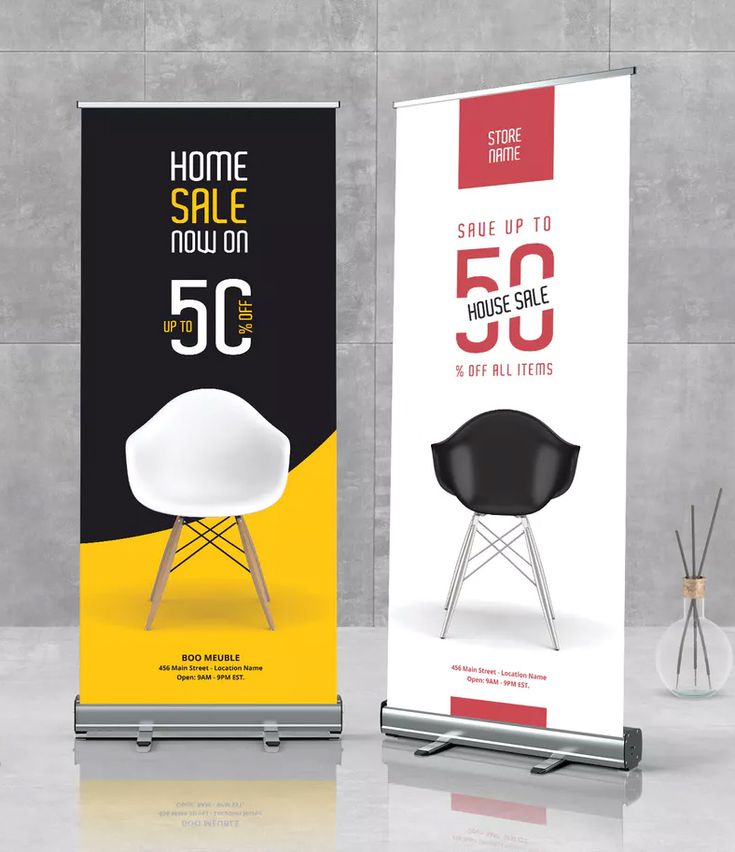 HOME
SALE
NOW ON
UP TO 50 % OFF
BOO MEUBLE
456 Main Street - Location Name
Open: 9AM - 9PM EST.
STORE
NAME
SAVE UP TO
50
HOUSE SALE
% OFF ALL ITEMS
456 Main Street - Location Name
Open: 9AM - 9PM EST.